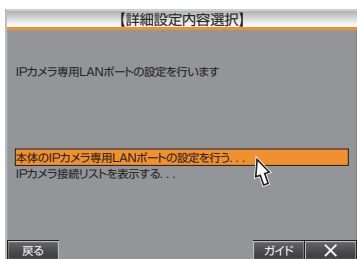 【詳細設定内容選択】
IPカメラ専用LANポートの設定を行います
本体のIPカメラ専用LANポートの設定を行う...
IPカメラ接続リストを表示する...
戻る ガイド ✕